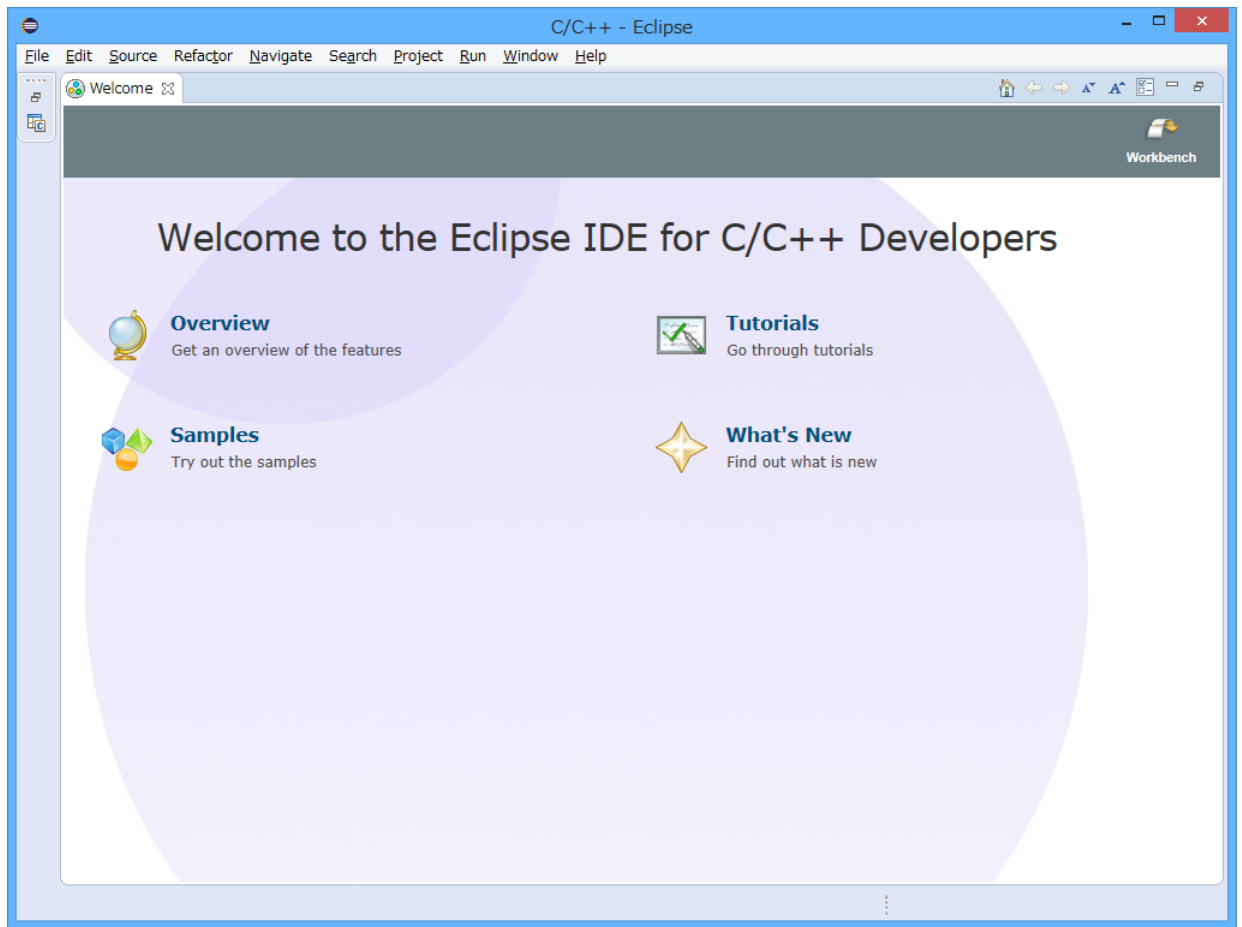 C/C++ - Eclipse
File Edit Source Refactor Navigate Search Project Run Window Help
Welcome
Workbench
Welcome to the Eclipse IDE for C/C++ Developers
Overview
Get an overview of the features
Tutorials
Go through tutorials
Samples
Try out the samples
What's New
Find out what is new